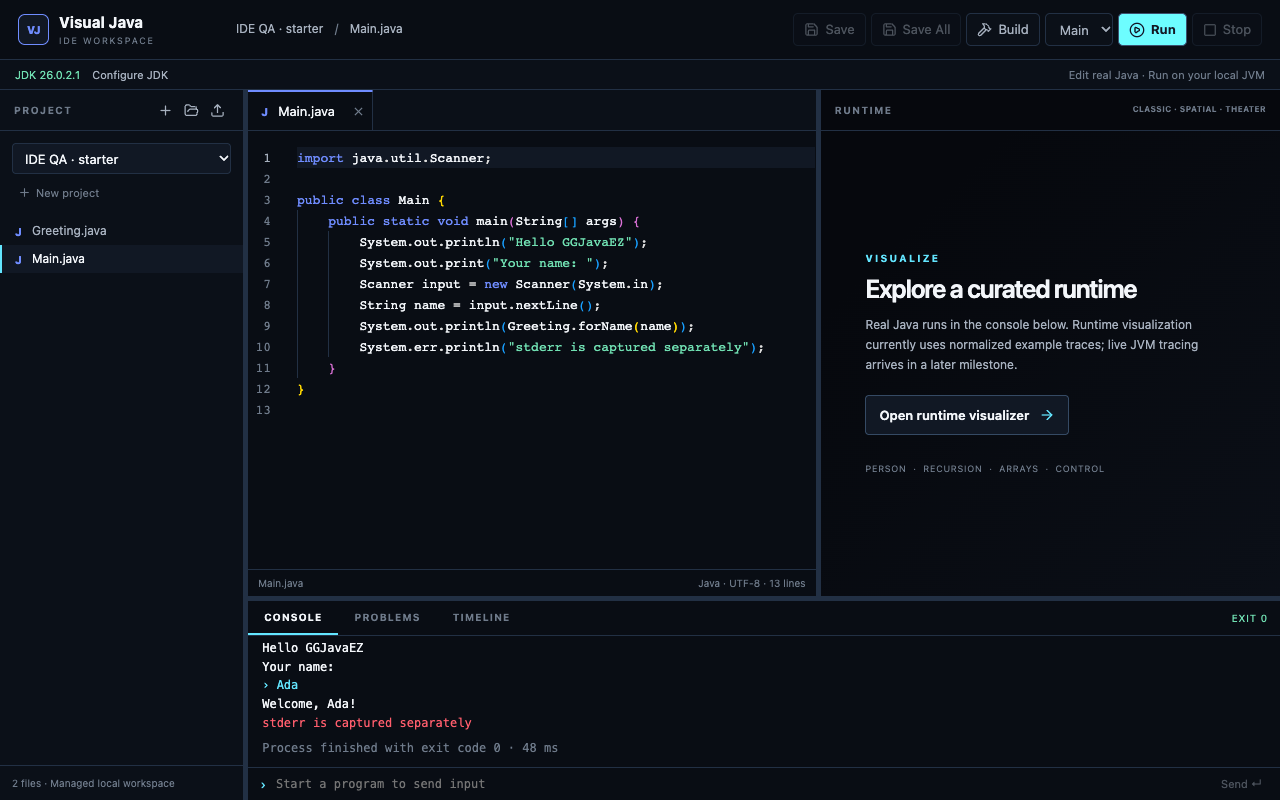 VJ Visual Java
IDE WORKSPACE
IDE QA · starter / Main.java
Save Save All Build Main Run Stop
JDK 26.0.2.1 Configure JDK
Edit real Java · Run on your local JVM
PROJECT
IDE QA · starter
+ New project
J Greeting.java
J Main.java
2 files · Managed local workspace
J Main.java ×
1 import java.util.Scanner;
2
3 public class Main {
4     public static void main(String[] args) {
5         System.out.println("Hello GGJavaEZ");
6         System.out.print("Your name: ");
7         Scanner input = new Scanner(System.in);
8         String name = input.nextLine();
9         System.out.println(Greeting.forName(name));
10         System.err.println("stderr is captured separately");
11     }
12 }
13
Main.java
Java · UTF-8 · 13 lines
RUNTIME
CLASSIC · SPATIAL · THEATER
VISUALIZE
Explore a curated runtime
Real Java runs in the console below. Runtime visualization
currently uses normalized example traces; live JVM tracing
arrives in a later milestone.
Open runtime visualizer →
PERSON · RECURSION · ARRAYS · CONTROL
CONSOLE PROBLEMS TIMELINE
EXIT 0
Hello GGJavaEZ
Your name:
› Ada
Welcome, Ada!
stderr is captured separately
Process finished with exit code 0 · 48 ms
› Start a program to send input
Send ↵